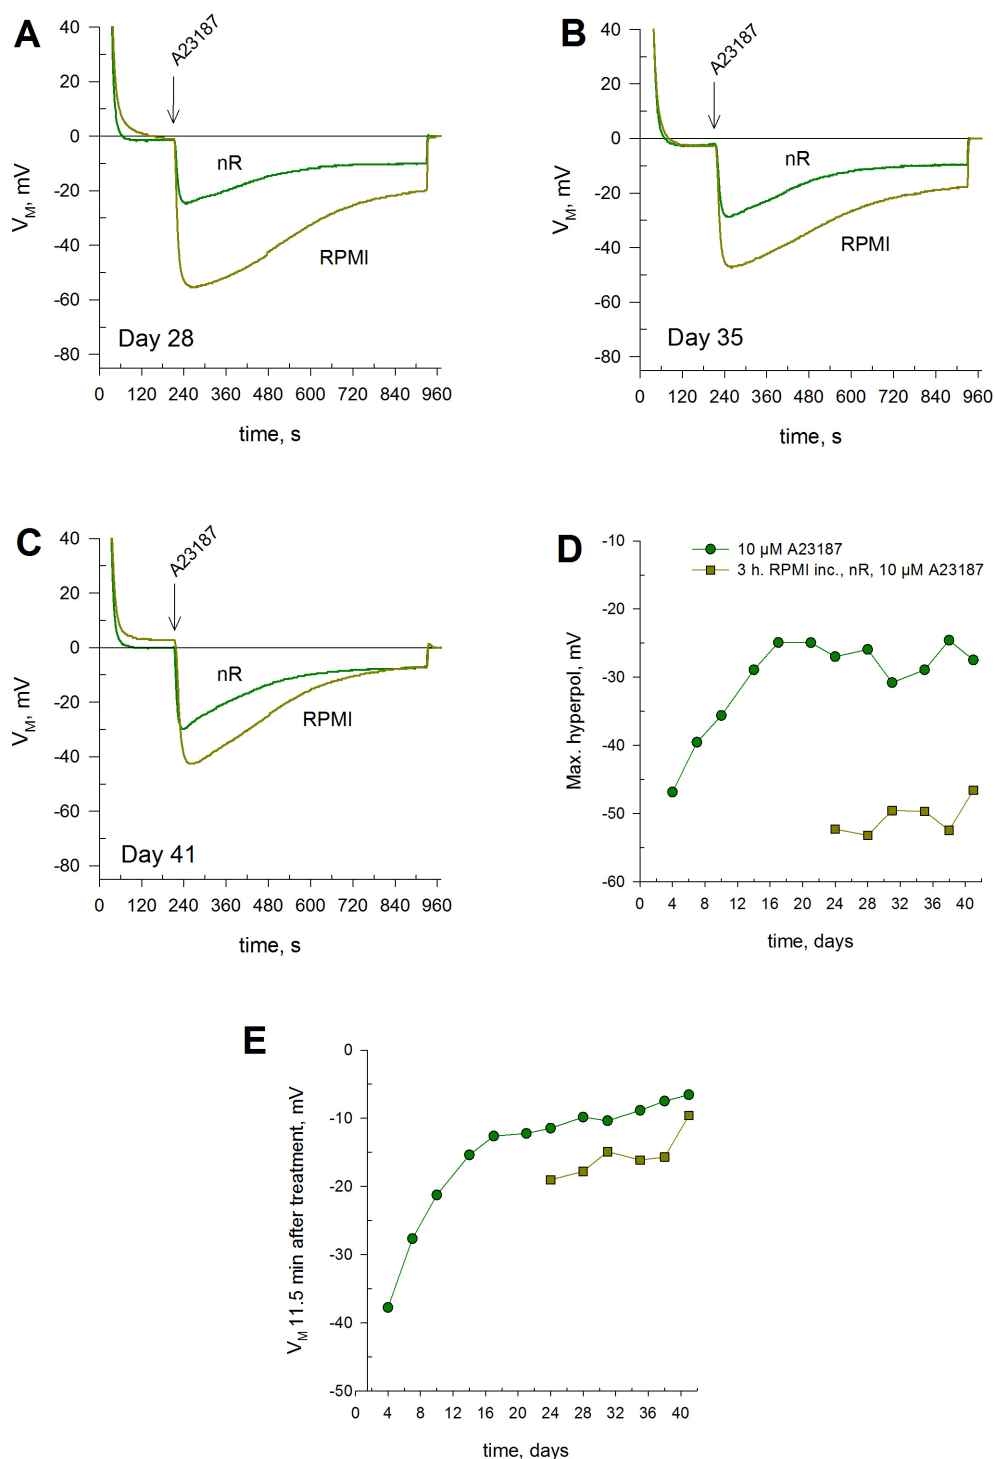 A
A23187
40
20
0
-20
-40
-60
-80
V_M, mV
nR
RPMI
Day 28
0 120 240 360 480 600 720 840 960
time, s
B
A23187
40
20
0
-20
-40
-60
-80
V_M, mV
nR
RPMI
Day 35
0 120 240 360 480 600 720 840 960
time, s
C
A23187
40
20
0
-20
-40
-60
-80
V_M, mV
nR
RPMI
Day 41
0 120 240 360 480 600 720 840 960
time, s
D
10 µM A23187
3 h. RPMI inc., nR, 10 µM A23187
-10
-20
-30
-40
-50
-60
Max. hyperpol, mV
0 4 8 12 16 20 24 28 32 36 40
time, days
E
0
-10
-20
-30
-40
-50
V_M 11.5 min after treatment, mV
0 4 8 12 16 20 24 28 32 36 40
time, days